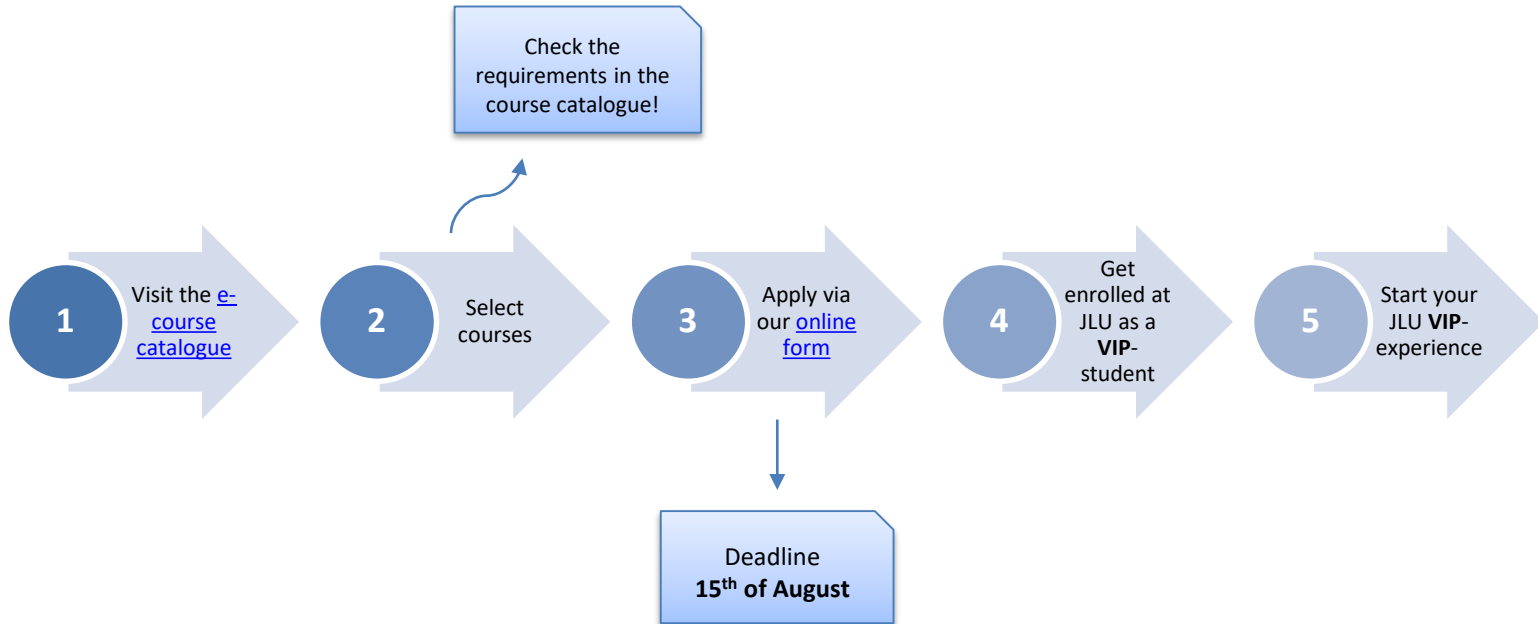 Check the
requirements in the
course catalogue!
1
Visit the e-
course
catalogue
2
Select
courses
3
Apply via
our online
form
4
Get
enrolled at
JLU as a
VIP-
student
5
Start your
JLU VIP-
experience
Deadline
15th of August